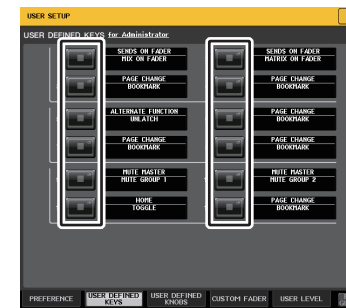 USER SETUP
USER DEFINED KEYS for Administrator
SENDS ON FADER
MIX ON FADER
SENDS ON FADER
MATRIX ON FADER
PAGE CHANGE
BOOKMARK
PAGE CHANGE
BOOKMARK
ALTERNATE FUNCTION
UNLATCH
PAGE CHANGE
BOOKMARK
PAGE CHANGE
BOOKMARK
PAGE CHANGE
BOOKMARK
MUTE MASTER
MUTE GROUP 1
MUTE MASTER
MUTE GROUP 2
HOME
TOGGLE
PAGE CHANGE
BOOKMARK
PREFERENCE
USER DEFINED
KEYS
USER DEFINED
KNOBS
CUSTOM FADER
USER LEVEL